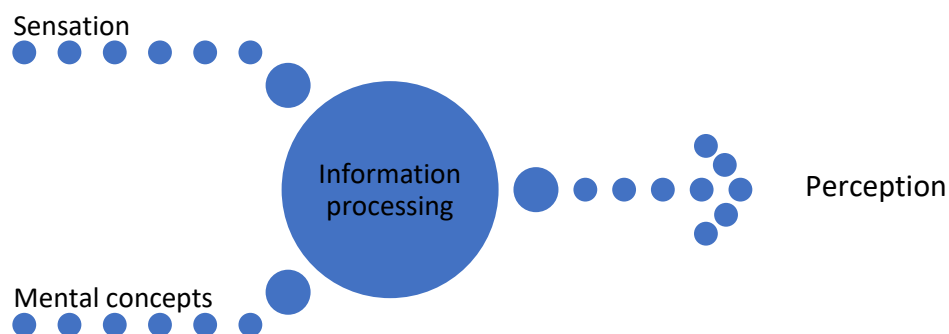 Sensation
Information
processing
Perception
Mental concepts